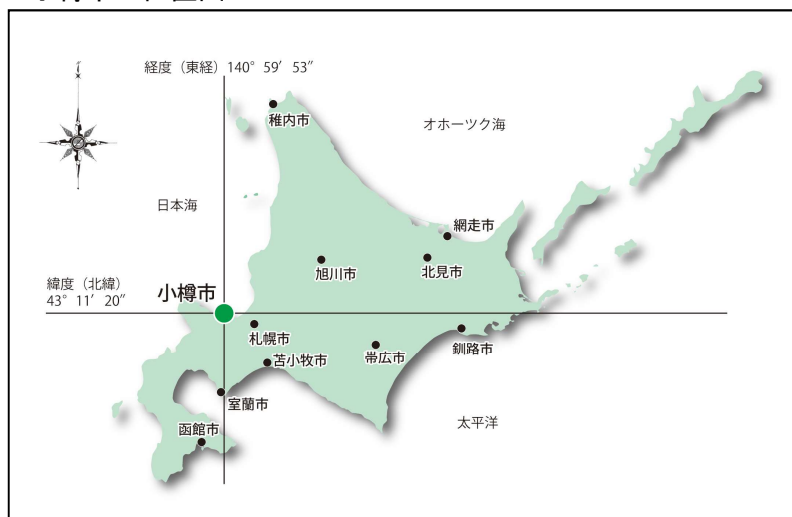 経度（東経）140° 59′ 53″
稚内市
オホーツク海
日本海
網走市
旭川市
北見市
緯度（北緯）
43° 11′ 20″
小樽市
札幌市
釧路市
帯広市
苫小牧市
室蘭市
太平洋
函館市